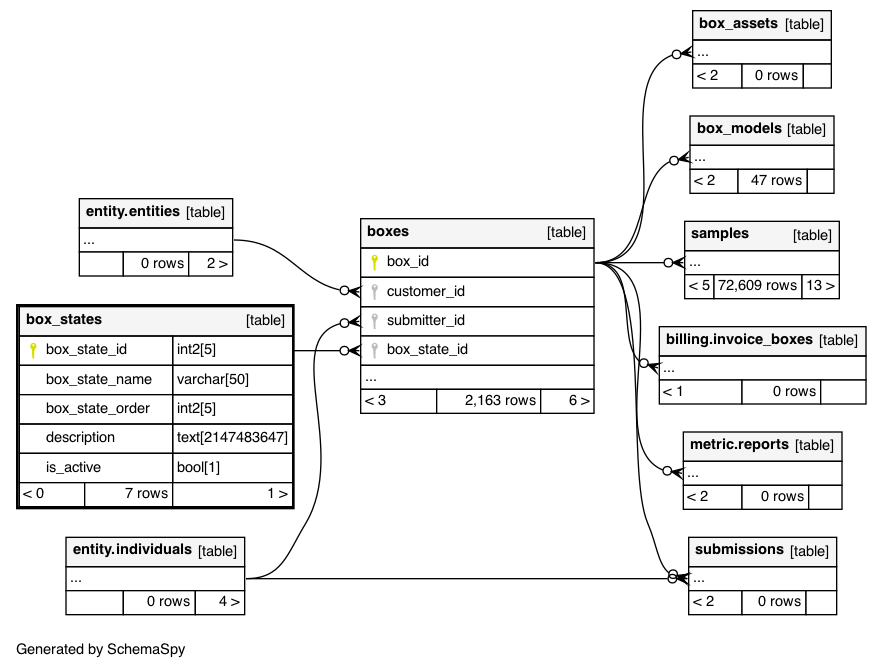 box_assets [table]
...
< 2 0 rows
box_models [table]
...
< 2 47 rows
entity.entities [table]
...
0 rows 2 >
boxes [table]
box_id
customer_id
submitter_id
box_state_id
...
< 3 2,163 rows 6 >
samples [table]
...
< 5 72,609 rows 13 >
box_states [table]
box_state_id int2[5]
box_state_name varchar[50]
box_state_order int2[5]
description text[2147483647]
is_active bool[1]
< 0 7 rows 1 >
billing.invoice_boxes [table]
...
< 1 0 rows
metric.reports [table]
...
< 2 0 rows
entity.individuals [table]
...
0 rows 4 >
submissions [table]
...
< 2 0 rows
Generated by SchemaSpy